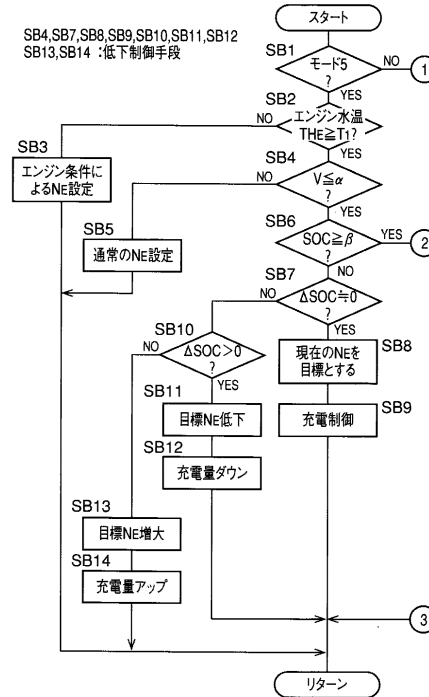 SB4,SB7,SB8,SB9,SB10,SB11,SB12
SB13,SB14 :低下制御手段
スタート
SB1
モード5
?
NO
1
YES
SB2
エンジン水温
THE≧T1?
NO
YES
SB3
エンジン条件
によるNE設定
SB4
V≦α
?
NO
YES
SB5
通常のNE設定
SB6
SOC≧β
?
YES
2
NO
SB7
ΔSOC≒0
?
NO
YES
SB10
ΔSOC>0
?
NO
YES
SB8
現在のNEを
目標とする
SB11
目標NE低下
SB9
充電制御
SB12
充電量ダウン
SB13
目標NE増大
SB14
充電量アップ
3
リターン